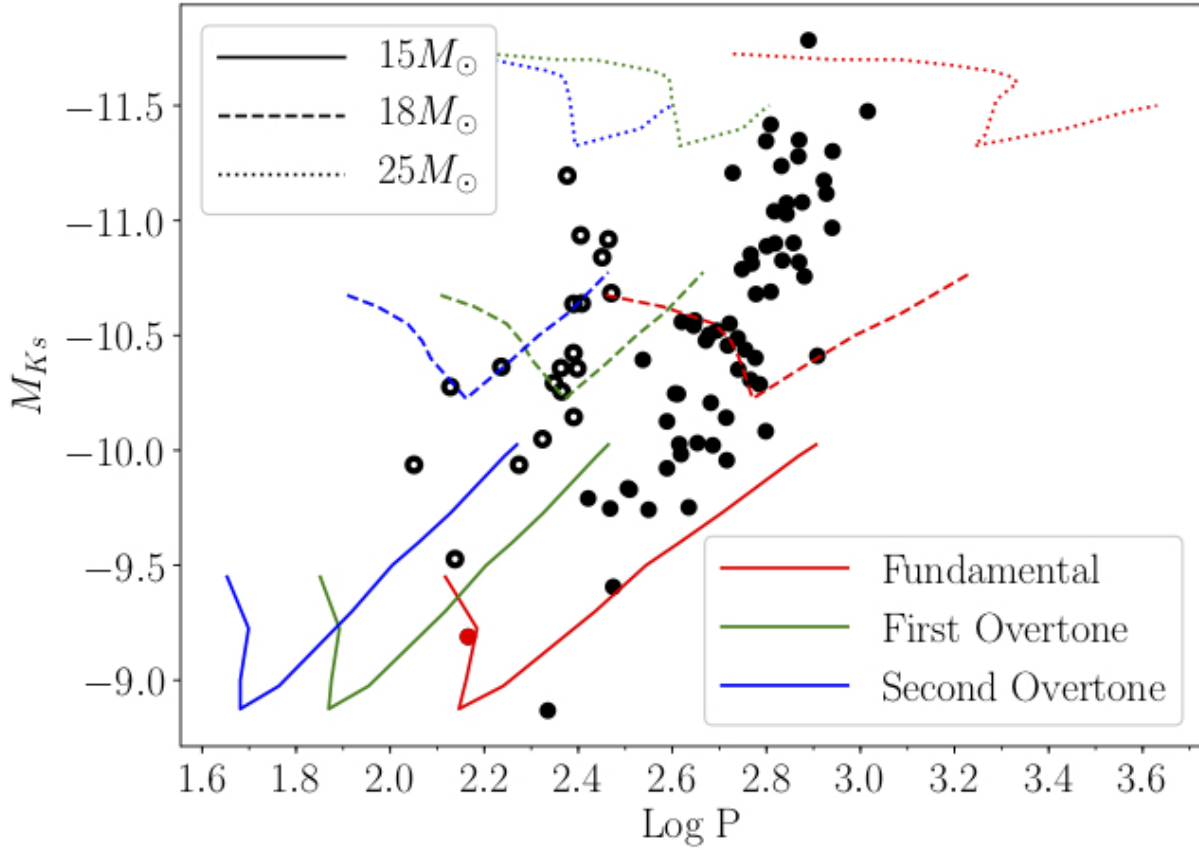 15M⊙
18M⊙
25M⊙
−11.5
−11.0
−10.5
−10.0
−9.5
−9.0
M_Ks
Fundamental
First Overtone
Second Overtone
1.6 1.8 2.0 2.2 2.4 2.6 2.8 3.0 3.2 3.4 3.6
Log P